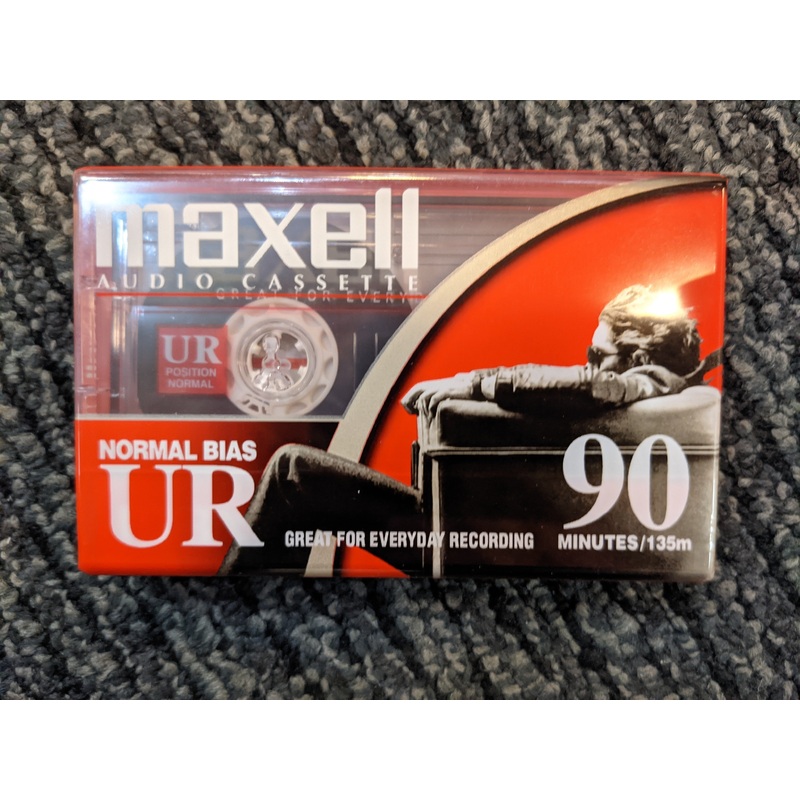 maxell
AUDIO CASSETTE
GREAT FOR EVERY
UR
POSITION
NORMAL
NORMAL BIAS
UR
GREAT FOR EVERYDAY RECORDING
90
MINUTES/135m